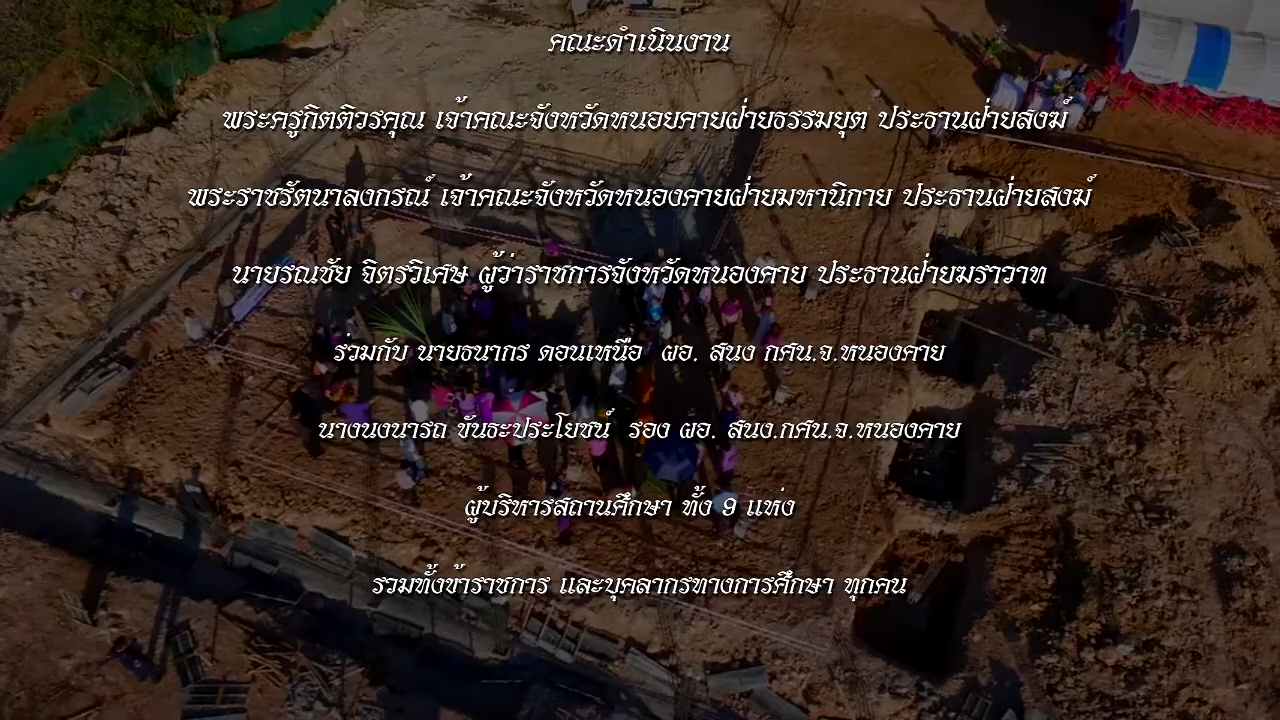 คณะดำเนินงาน
พระครูกิตติวรคุณ เจ้าคณะจังหวัดหนอยคายฝ่ายธรรมยุต ประธานฝ่ายสงฆ์
พระราชรัตนาลงกรณ์ เจ้าคณะจังหวัดหนองคายฝ่ายมหานิกาย ประธานฝ่ายสงฆ์
นายรณชัย จิตรวิเศษ ผู้ว่าราชการจังหวัดหนองคาย ประธานฝ่ายฆราวาท
ร่วมกับ นายธนากร ดอนเหนือ ผอ. สนง กศน.จ.หนองคาย
นางนงนารถ ขันธะประโยชน์ รอง ผอ. สนง.กศน.จ.หนองคาย
ผู้บริหารสถานศึกษา ทั้ง 9 แห่ง
รวมทั้งข้าราชการ และบุคลากรทางการศึกษา ทุกคน